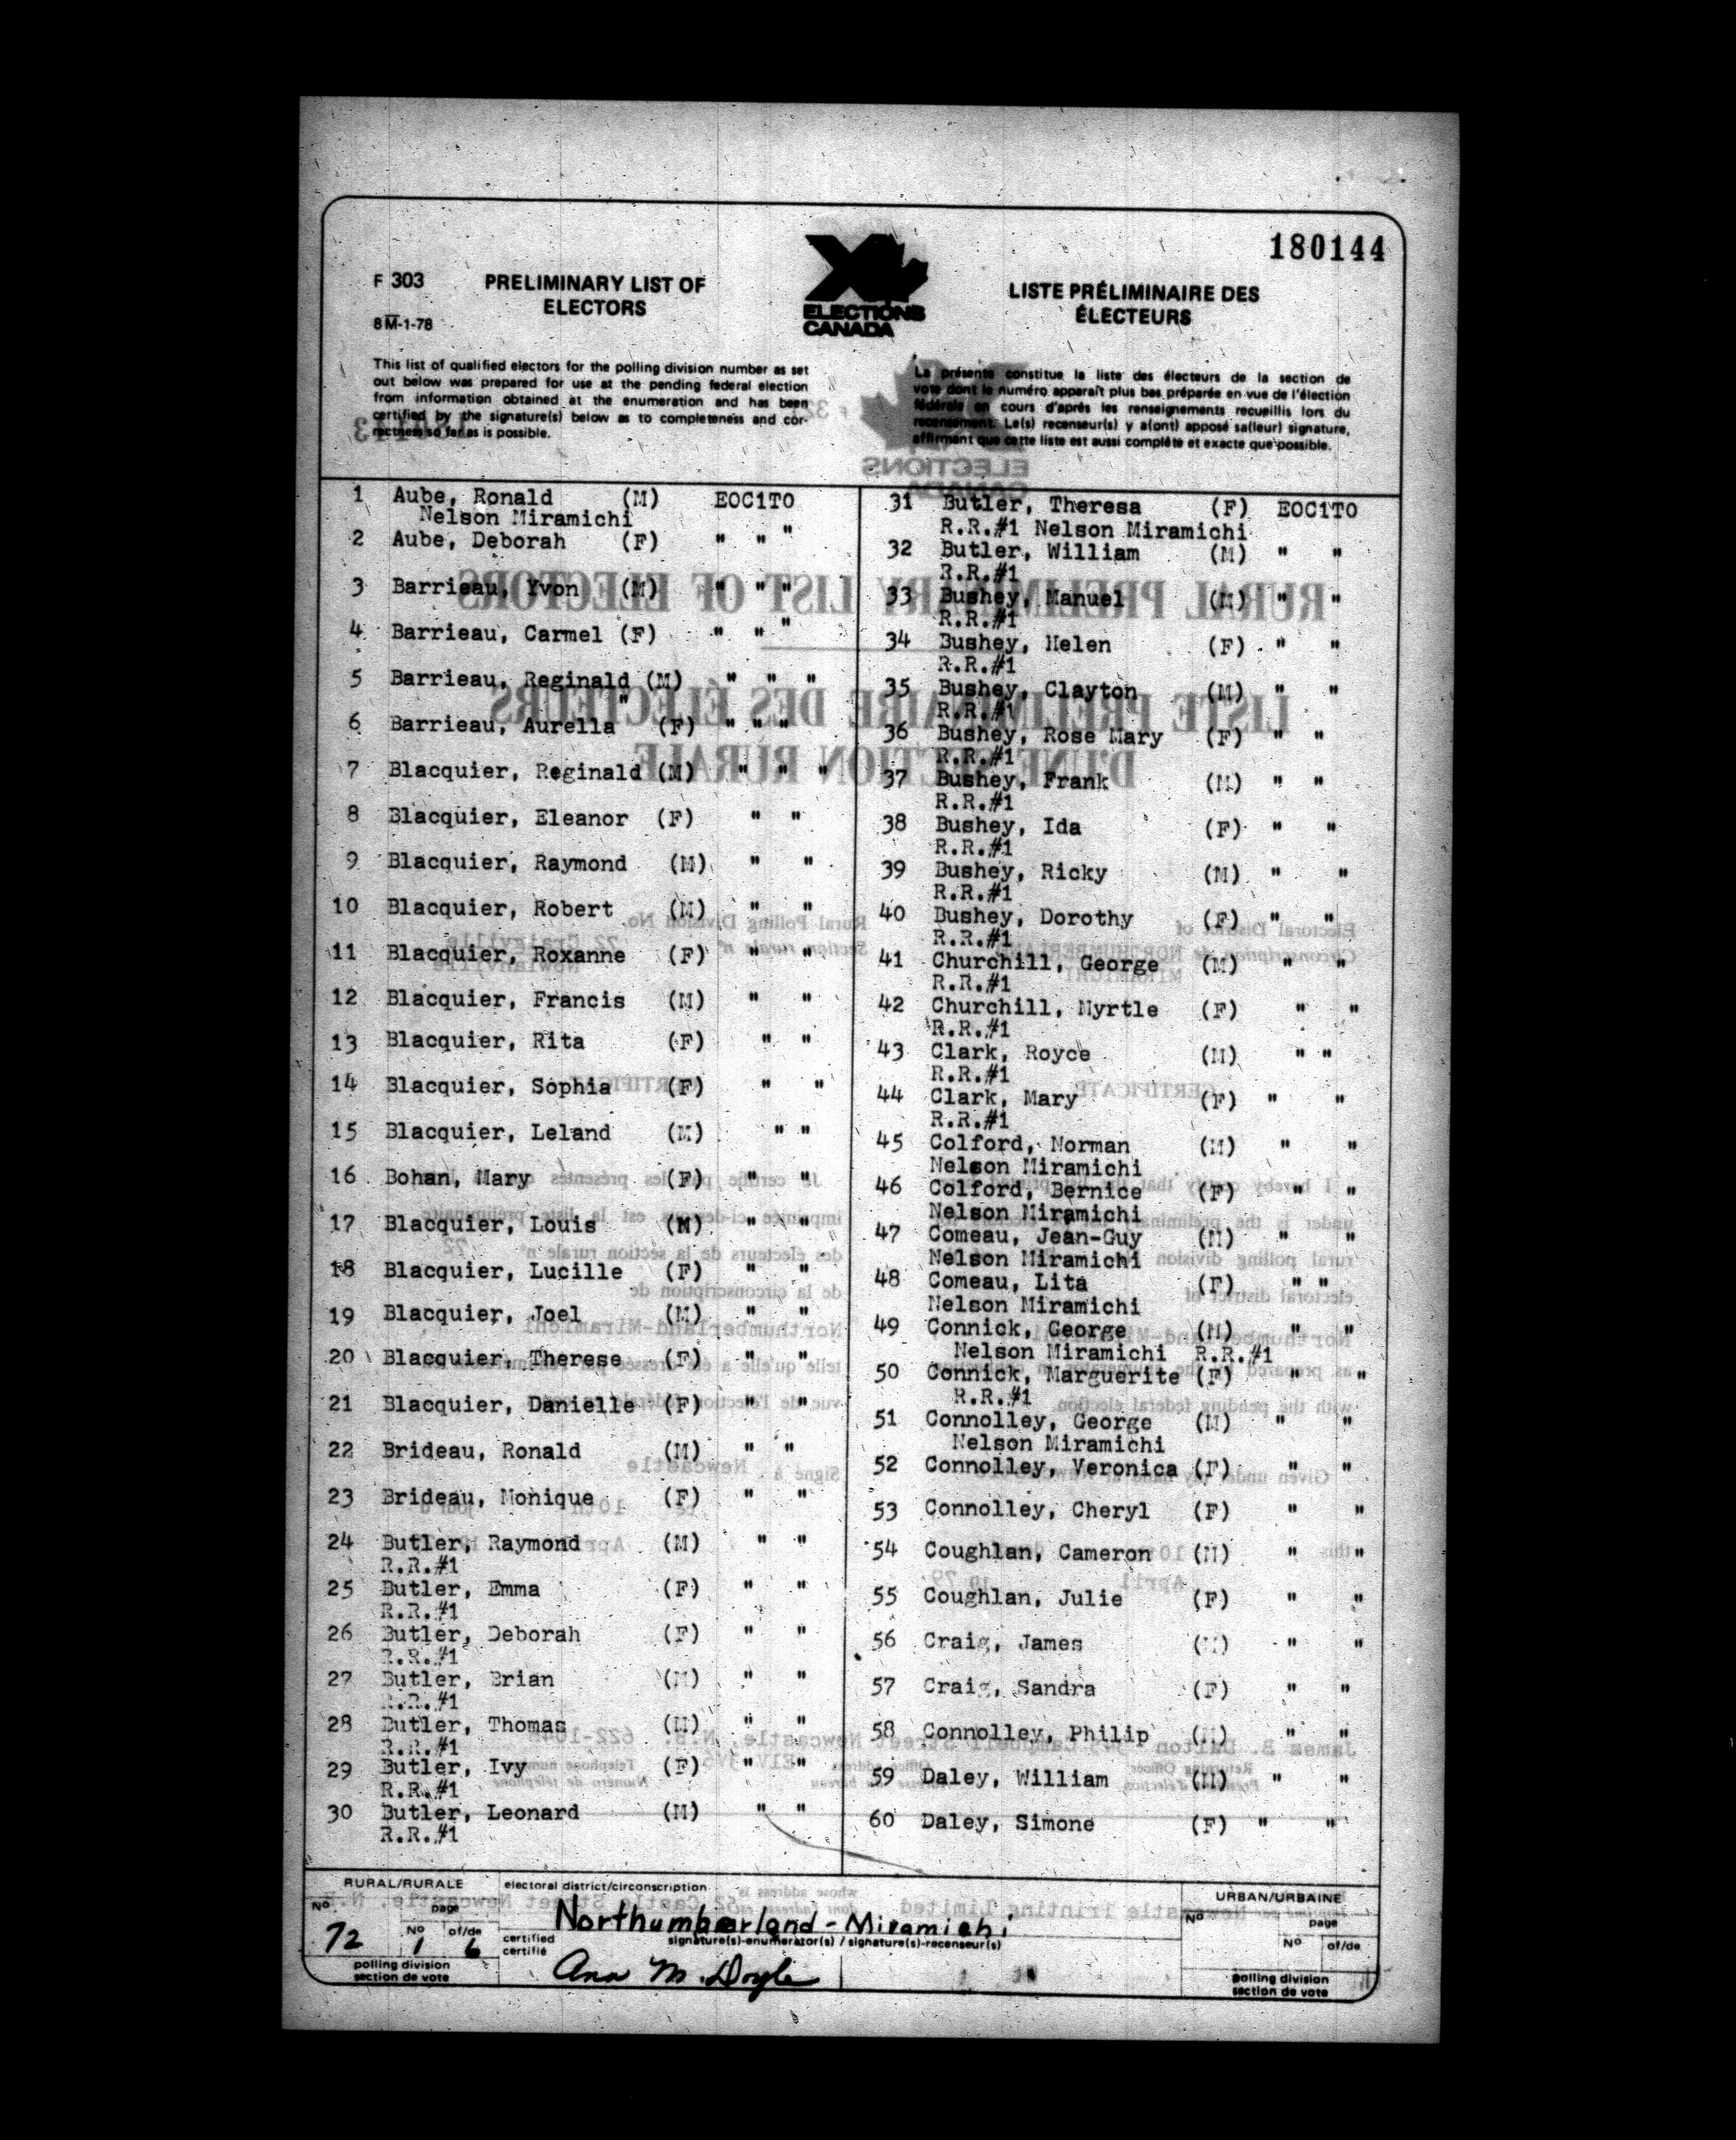 180144
F 303
8M-1-78
PRELIMINARY LIST OF
ELECTORS
ELECTIONS
CANADA
LISTE PRÉLIMINAIRE DES
ÉLECTEURS
This list of qualified electors for the polling division number as set
out below was prepared for use at the pending federal election
from information obtained at the enumeration and has been
certified by the signature(s) below as to completeness and cor-
rectness so far as is possible.
La présente constitue la liste des électeurs de la section de
vote dont le numéro apparaît plus bas préparée en vue de l'élection
fédérale en cours d'après les renseignements recueillis lors du
recensement. Le(s) recenseur(s) y a(ont) apposé sa(leur) signature,
affirmant que cette liste est aussi complète et exacte que possible.
1 Aube, Ronald (M) EOC1TO
Nelson Miramichi
2 Aube, Deborah (F) " " "
3 Barrieau, Yvon (M) " " "
4 Barrieau, Carmel (F) " " "
5 Barrieau, Reginald (M) " " "
6 Barrieau, Aurella (F) " " "
7 Blacquier, Reginald (M) " " "
8 Blacquier, Eleanor (F) " "
9 Blacquier, Raymond (M) " "
10 Blacquier, Robert (M) " "
11 Blacquier, Roxanne (F) " "
12 Blacquier, Francis (M) " "
13 Blacquier, Rita (F) " "
14 Blacquier, Sophia (F) " "
15 Blacquier, Leland (M) " "
16 Bohan, Mary (F) " "
17 Blacquier, Louis (M) " "
18 Blacquier, Lucille (F) " "
19 Blacquier, Joel (M) " "
20 Blacquier, Therese (F) " "
21 Blacquier, Danielle (F) " "
22 Brideau, Ronald (M) " "
23 Brideau, Monique (F) " "
24 Butler, Raymond (M) " "
R.R.#1
25 Butler, Emma (F) " "
R.R.#1
26 Butler, Deborah (F) " "
R.R.#1
27 Butler, Brian (M) " "
R.R.#1
28 Butler, Thomas (M) " "
R.R.#1
29 Butler, Ivy (F) " "
R.R.#1
30 Butler, Leonard (M) " "
R.R.#1
31 Butler, Theresa (F) EOC1TO
R.R.#1 Nelson Miramichi
32 Butler, William (M) " "
R.R.#1
33 Bushey, Manuel (M) " "
R.R.#1
34 Bushey, Helen (F) " "
R.R.#1
35 Bushey, Clayton (M) " "
R.R.#1
36 Bushey, Rose Mary (F) " "
R.R.#1
37 Bushey, Frank (M) " "
R.R.#1
38 Bushey, Ida (F) " "
R.R.#1
39 Bushey, Ricky (M) " "
R.R.#1
40 Bushey, Dorothy (F) " "
R.R.#1
41 Churchill, George (M) " "
R.R.#1
42 Churchill, Myrtle (F) " "
R.R.#1
43 Clark, Royce (M) " "
R.R.#1
44 Clark, Mary (F) " "
R.R.#1
45 Colford, Norman (M) " "
Nelson Miramichi
46 Colford, Bernice (F) " "
Nelson Miramichi
47 Comeau, Jean-Guy (M) " "
Nelson Miramichi
48 Comeau, Lita (F) " "
Nelson Miramichi
49 Connick, George (M) " "
Nelson Miramichi R.R.#1
50 Connick, Marguerite (F) " "
R.R.#1
51 Connolley, George (M) " "
Nelson Miramichi
52 Connolley, Veronica (F) " "
53 Connolley, Cheryl (F) " "
54 Coughlan, Cameron (M) " "
55 Coughlan, Julie (F) " "
56 Craig, James (M) " "
57 Craig, Sandra (F) " "
58 Connolley, Philip (M) " "
59 Daley, William (M) " "
60 Daley, Simone (F) " "
RURAL/RURALE
No 72
page
No 1 of/de 6
polling division
section de vote
electoral district/circonscription
Northumberland-Miramichi
certified
certifié
signature(s)-enumerator(s) / signature(s)-recenseur(s)
Ann M. Doyle
URBAN/URBAINE
No
page
No of/de
polling division
section de vote